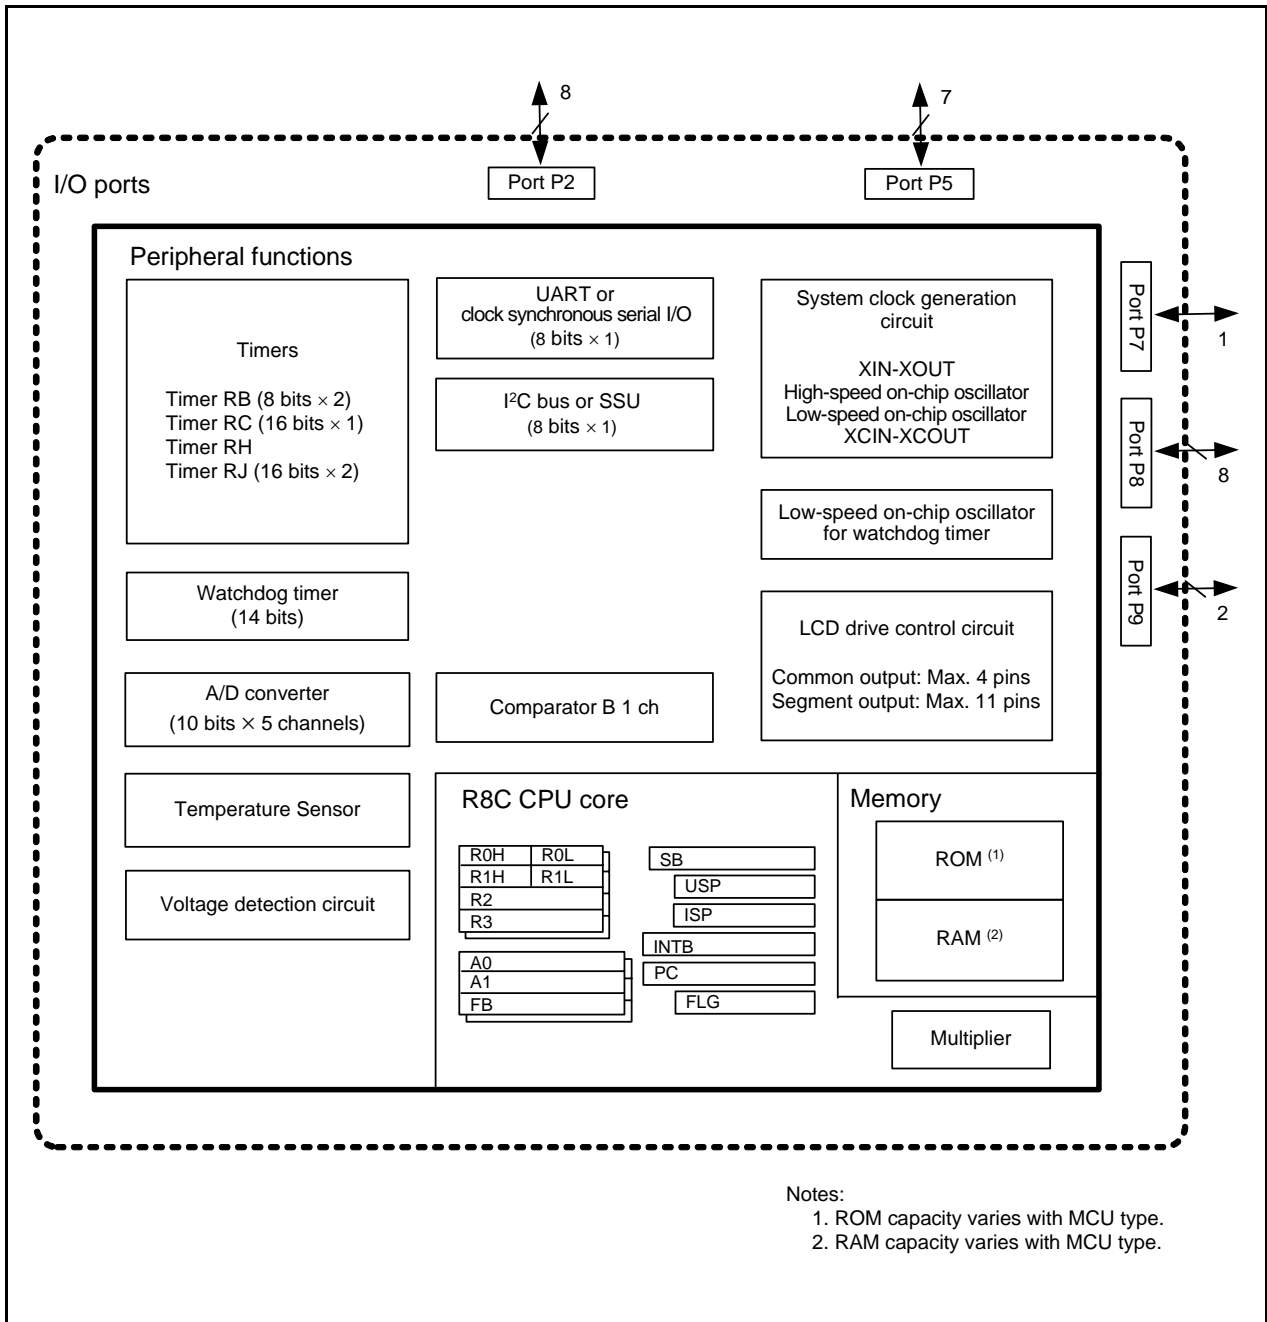 8
7
I/O ports
Port P2
Port P5
Peripheral functions
Timers
Timer RB (8 bits × 2)
Timer RC (16 bits × 1)
Timer RH
Timer RJ (16 bits × 2)
UART or
clock synchronous serial I/O
(8 bits × 1)
I²C bus or SSU
(8 bits × 1)
System clock generation
circuit
XIN-XOUT
High-speed on-chip oscillator
Low-speed on-chip oscillator
XCIN-XCOUT
Port P7
1
Port P8
8
Low-speed on-chip oscillator
for watchdog timer
Port P9
2
Watchdog timer
(14 bits)
LCD drive control circuit
Common output: Max. 4 pins
Segment output: Max. 11 pins
A/D converter
(10 bits × 5 channels)
Comparator B 1 ch
Temperature Sensor
Voltage detection circuit
R8C CPU core
R0H R0L
R1H R1L
R2
R3
A0
A1
FB
SB
USP
ISP
INTB
PC
FLG
Memory
ROM (1)
RAM (2)
Multiplier
Notes:
1. ROM capacity varies with MCU type.
2. RAM capacity varies with MCU type.